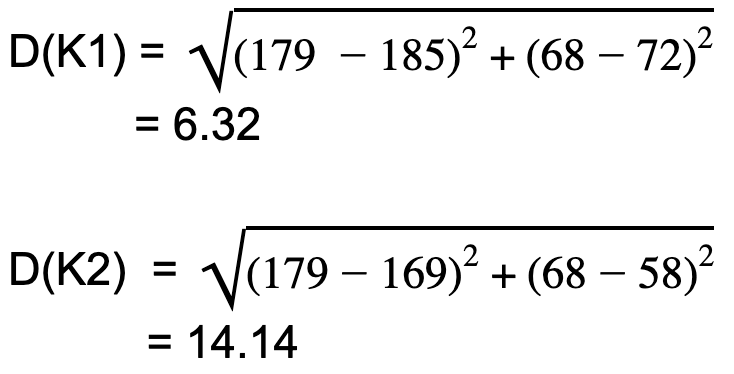 D(K1) = √(179 − 185)² + (68 − 72)²
= 6.32
D(K2) = √(179 − 169)² + (68 − 58)²
= 14.14